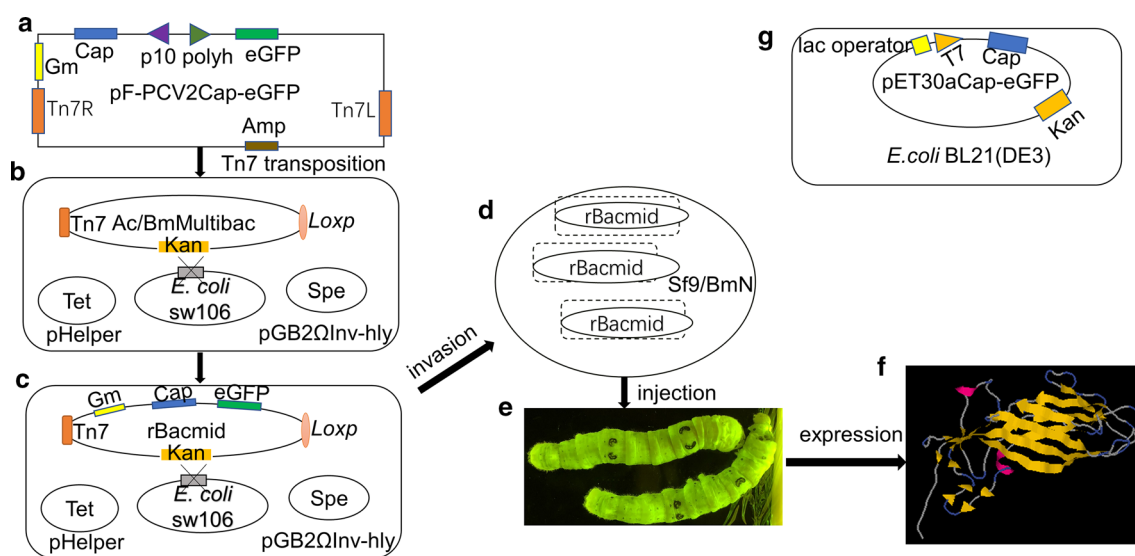 a
Cap
p10 polyh
eGFP
Gm
pF-PCV2Cap-eGFP
Tn7R
Tn7L
Amp
Tn7 transposition
b
Tn7 Ac/BmMultibac
Loxp
Kan
E. coli
sw106
Tet
pHelper
Spe
pGB2ΩInv-hly
c
Gm
Cap
eGFP
Tn7
rBacmid
Loxp
Kan
E. coli
sw106
Tet
pHelper
Spe
pGB2ΩInv-hly
invasion
d
rBacmid
rBacmid
Sf9/BmN
rBacmid
injection
e
expression
f
g
lac operator
T7
Cap
pET30aCap-eGFP
Kan
E.coli BL21(DE3)